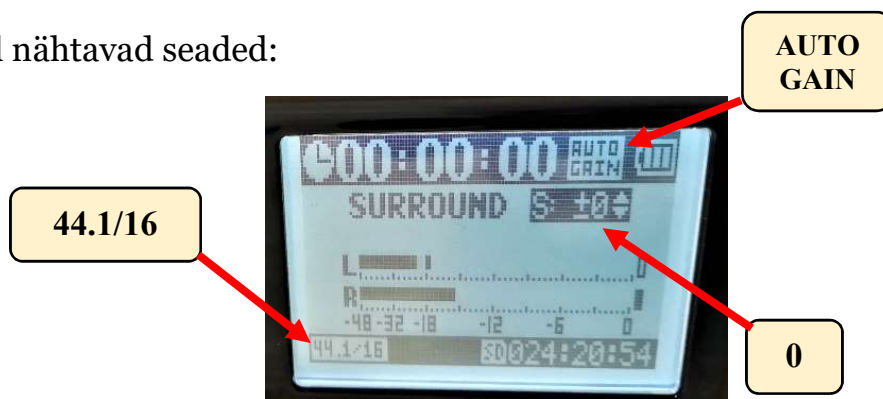 nähtavad seaded:
AUTO
GAIN
00:00:00 AUTO
GAIN
SURROUND S ±0
44.1/16
L 0
R
-48 -32 -18 -12 -6 0
44.1/16 SD 024:20:54
0